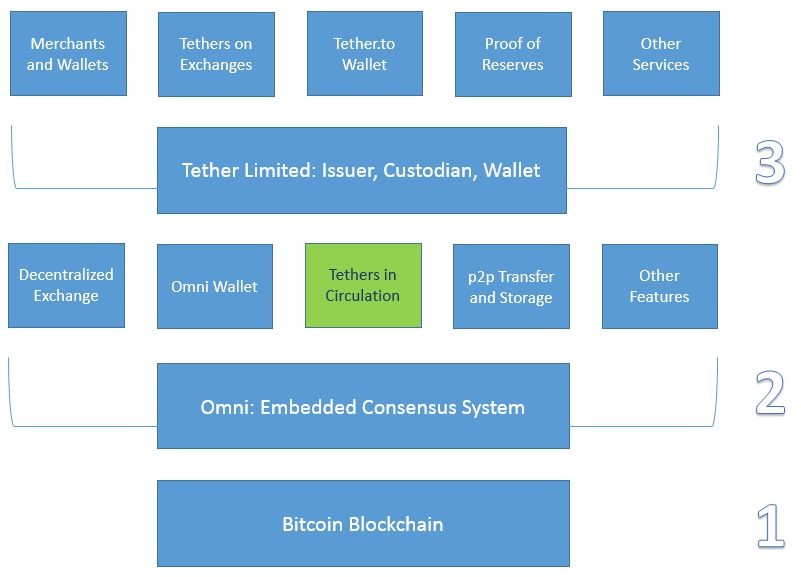 Merchants
and Wallets
Tethers on
Exchanges
Tether.to
Wallet
Proof of
Reserves
Other
Services
Tether Limited: Issuer, Custodian, Wallet
3
Decentralized
Exchange
Omni Wallet
Tethers in
Circulation
p2p Transfer
and Storage
Other
Features
Omni: Embedded Consensus System
2
Bitcoin Blockchain
1